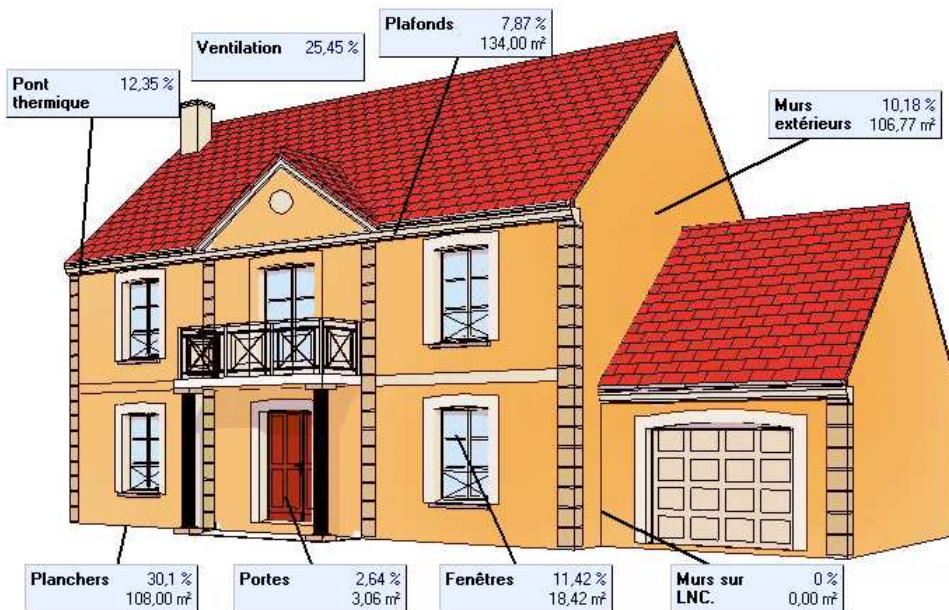 Plafonds 7,87 %
134,00 m²
Ventilation 25,45 %
Pont 12,35 %
thermique
Murs 10,18 %
extérieurs 106,77 m²
Planchers 30,1 %
108,00 m²
Portes 2,64 %
3,06 m²
Fenêtres 11,42 %
18,42 m²
Murs sur 0 %
LNC. 0,00 m²